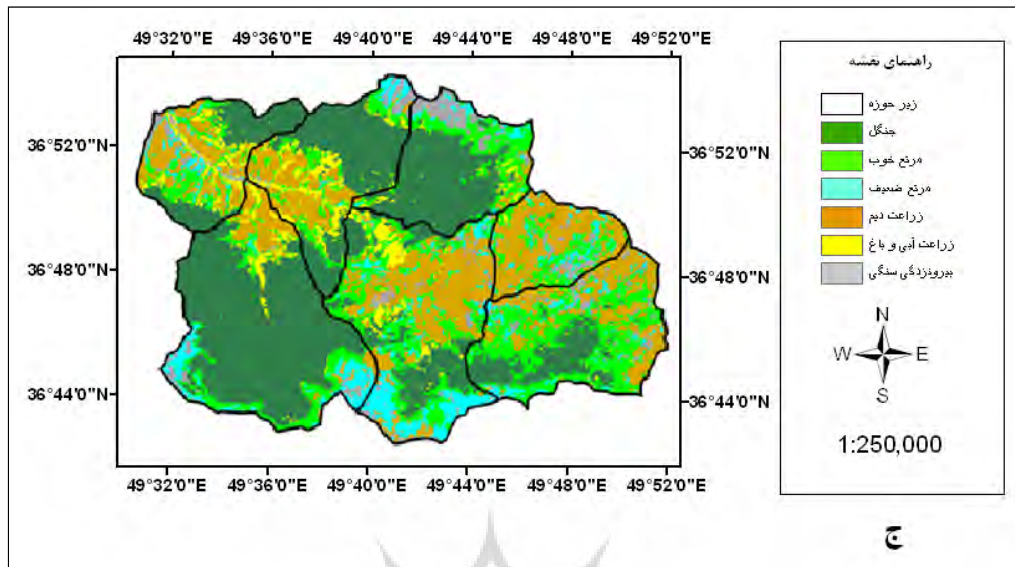 49°32'0"E 49°36'0"E 49°40'0"E 49°44'0"E 49°48'0"E 49°52'0"E
36°52'0"N 36°52'0"N
36°48'0"N 36°48'0"N
36°44'0"N 36°44'0"N
49°32'0"E 49°36'0"E 49°40'0"E 49°44'0"E 49°48'0"E 49°52'0"E
راهنمای نقشه
زیر حوزه
جنگل
مرتع خوب
مرتع ضعیف
زراعت دیم
زراعت آبی و باغ
بیرونزدگی سنگی
N
W E
S
1:250,000
ج